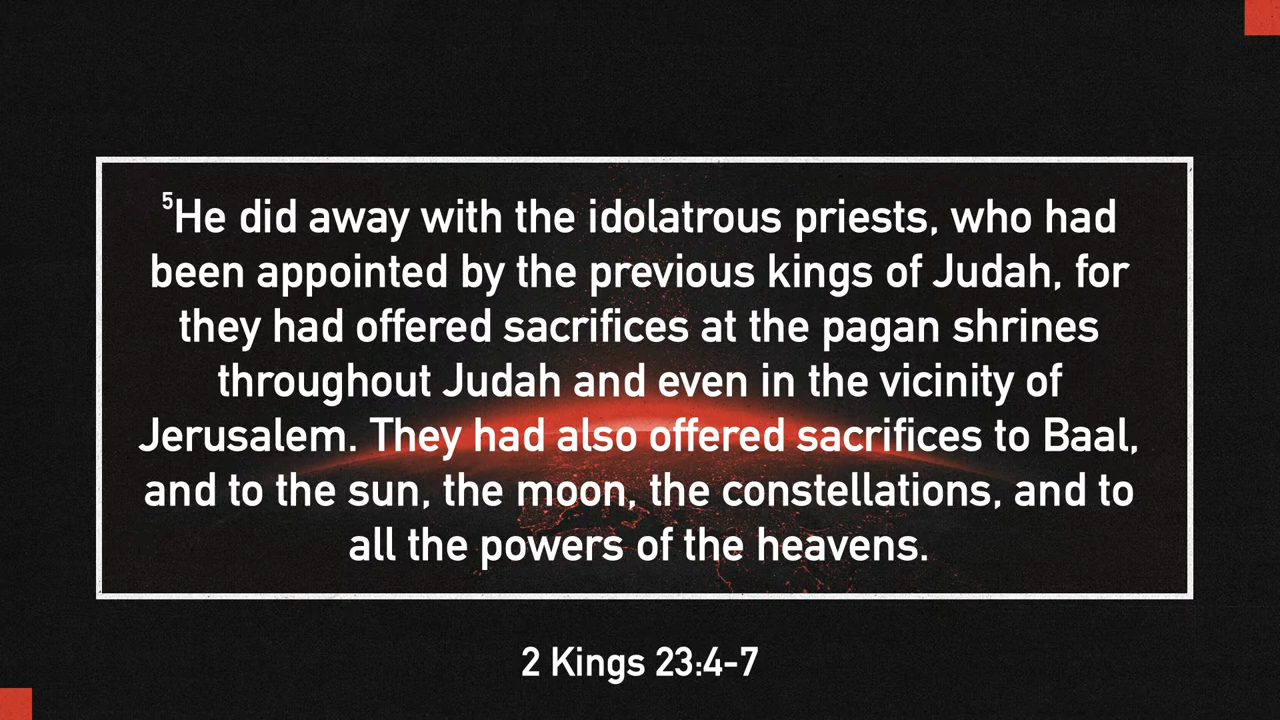 ⁵He did away with the idolatrous priests, who had
been appointed by the previous kings of Judah, for
they had offered sacrifices at the pagan shrines
throughout Judah and even in the vicinity of
Jerusalem. They had also offered sacrifices to Baal,
and to the sun, the moon, the constellations, and to
all the powers of the heavens.
2 Kings 23:4-7